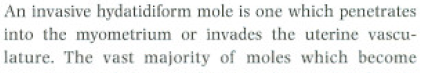 An invasive hydatidiform mole is one which penetrates
into the myometrium or invades the uterine vascu-
lature. The vast majority of moles which become